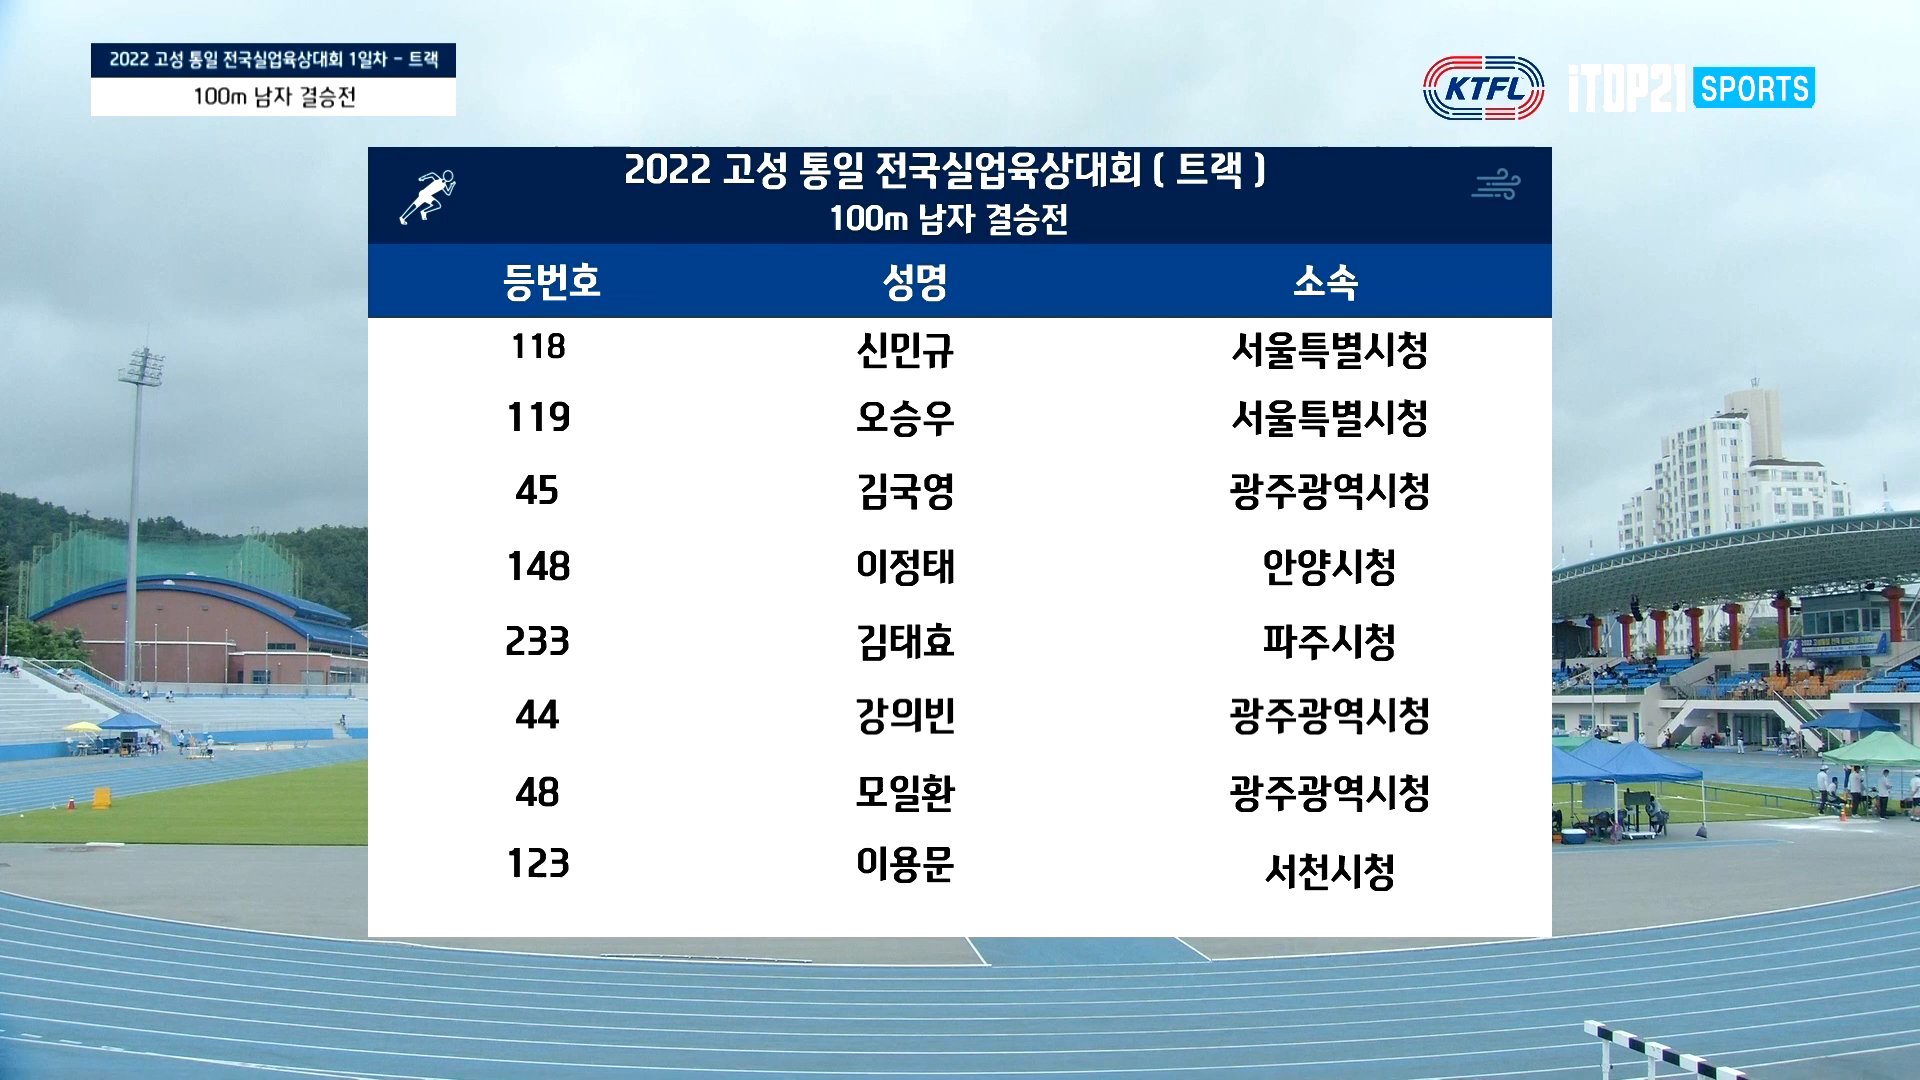 2022 고성 통일 전국실업육상대회 1일차 - 트랙
100m 남자 결승전
KTFL
iTOP21 SPORTS
2022 고성 통일 전국실업육상대회 ( 트랙 )
100m 남자 결승전
등번호 성명 소속
118 신민규 서울특별시청
119 오승우 서울특별시청
45 김국영 광주광역시청
148 이정태 안양시청
233 김태효 파주시청
44 강의빈 광주광역시청
48 모일환 광주광역시청
123 이용문 서천시청